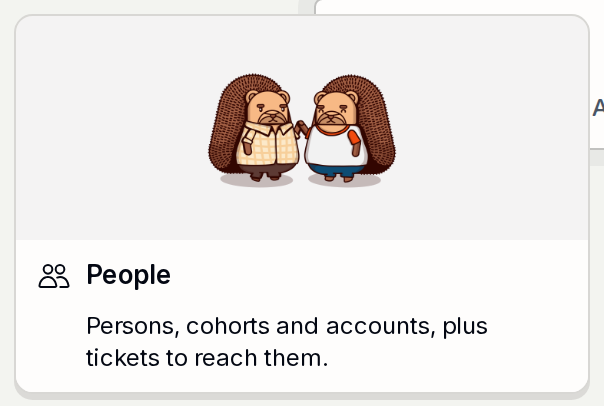 People
Persons, cohorts and accounts, plus
tickets to reach them.
A